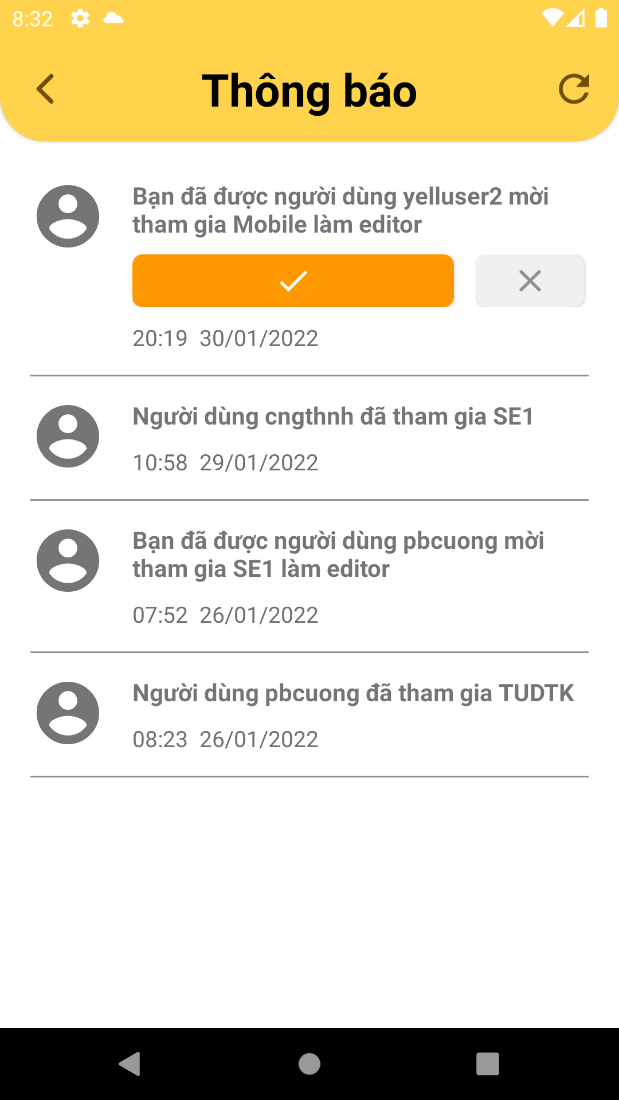 8:32
Thông báo
Bạn đã được người dùng yelluser2 mời
tham gia Mobile làm editor
20:19 30/01/2022
Người dùng cngthnh đã tham gia SE1
10:58 29/01/2022
Bạn đã được người dùng pbcuong mời
tham gia SE1 làm editor
07:52 26/01/2022
Người dùng pbcuong đã tham gia TUDTK
08:23 26/01/2022